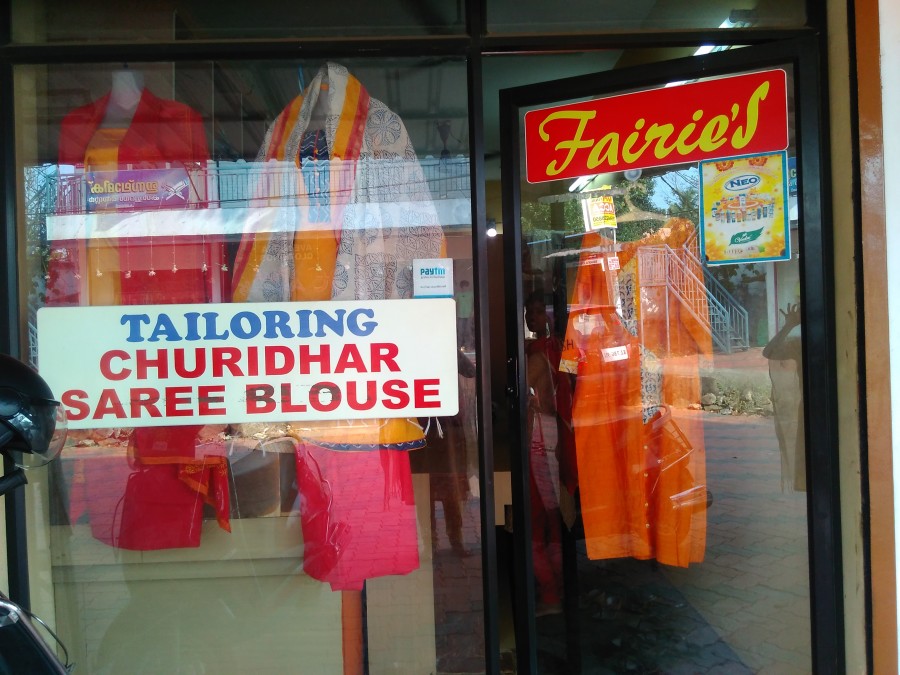 Fairie's
NEO
Paytm
TAILORING
CHURIDHAR
SAREE BLOUSE